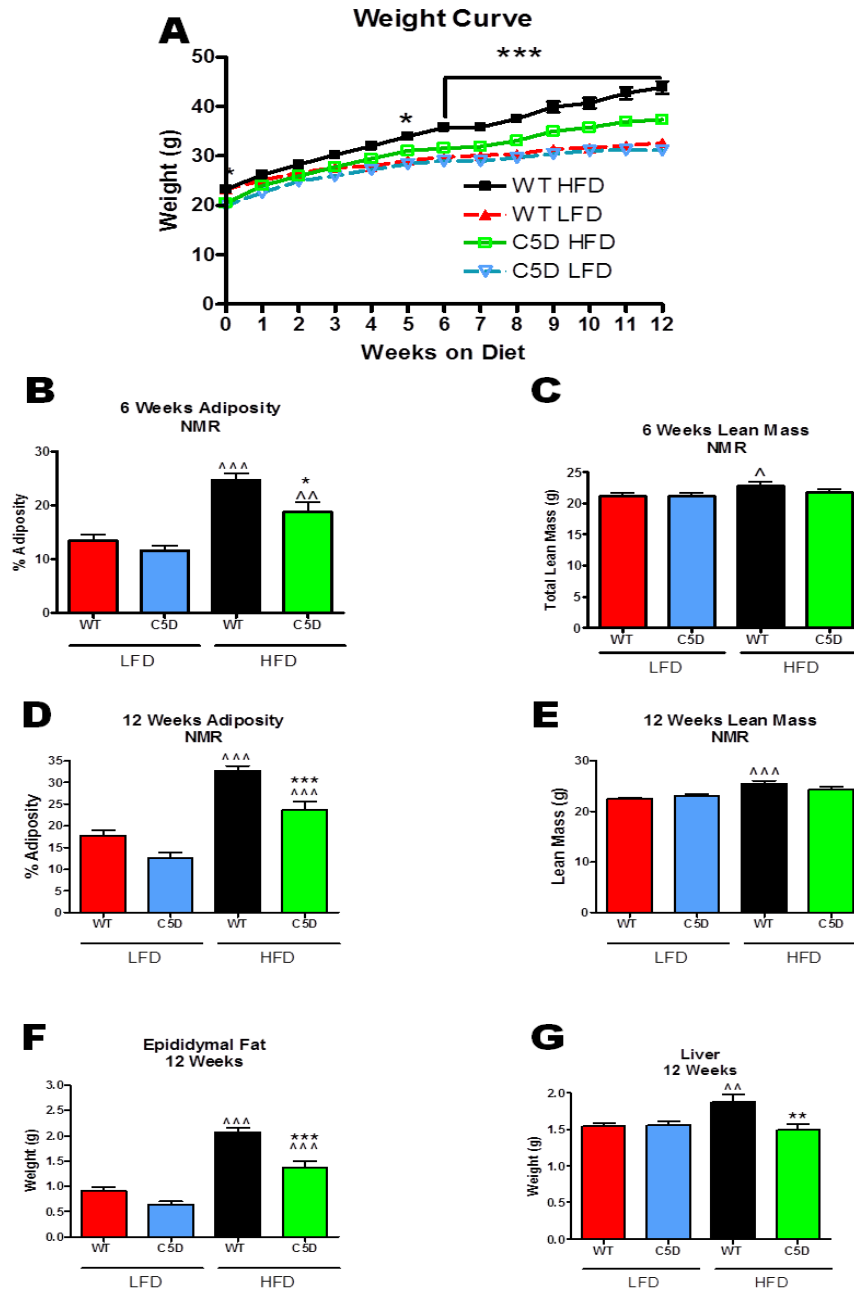 A
Weight Curve
***
50
40
30
20
10
0
*
*
Weight (g)
WT HFD
WT LFD
C5D HFD
C5D LFD
0 1 2 3 4 5 6 7 8 9 10 11 12
Weeks on Diet
B
6 Weeks Adiposity
NMR
30
20
10
0
% Adiposity
^^^
*
^^
WT C5D WT C5D
LFD HFD
C
6 Weeks Lean Mass
NMR
25
20
15
10
5
0
Total Lean Mass (g)
^
WT C5D WT C5D
LFD HFD
D
12 Weeks Adiposity
NMR
35
30
25
20
15
10
5
0
% Adiposity
^^^
***
^^^
WT C5D WT C5D
LFD HFD
E
12 Weeks Lean Mass
NMR
30
20
10
0
Lean Mass (g)
^^^
WT C5D WT C5D
LFD HFD
F
Epididymal Fat
12 Weeks
3.0
2.5
2.0
1.5
1.0
0.5
0.0
Weight (g)
^^^
***
^^^
WT C5D WT C5D
LFD HFD
G
Liver
12 Weeks
2.0
1.5
1.0
0.5
0.0
Weight (g)
^^
**
WT C5D WT C5D
LFD HFD